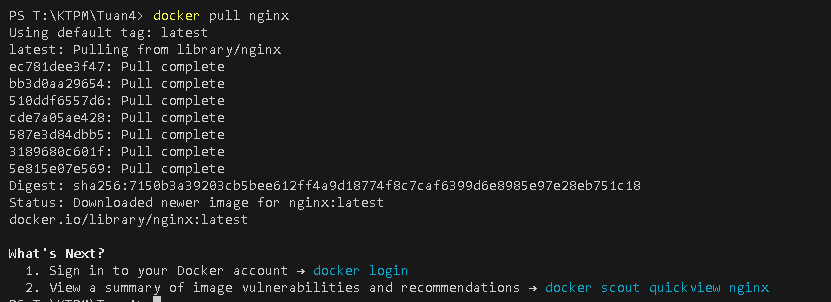 PS T:\KTPM\Tuan4> docker pull nginx
Using default tag: latest
latest: Pulling from library/nginx
ec781dee3f47: Pull complete
bb3d0aa29654: Pull complete
510ddf6557d6: Pull complete
cde7a05ae428: Pull complete
587e3d84dbb5: Pull complete
3189680c601f: Pull complete
5e815e07e569: Pull complete
Digest: sha256:7150b3a39203cb5bee612ff4a9d18774f8c7caf6399d6e8985e97e28eb751c18
Status: Downloaded newer image for nginx:latest
docker.io/library/nginx:latest
What's Next?
1. Sign in to your Docker account → docker login
2. View a summary of image vulnerabilities and recommendations → docker scout quickview nginx
PS T:\KTPM\Tuan4>